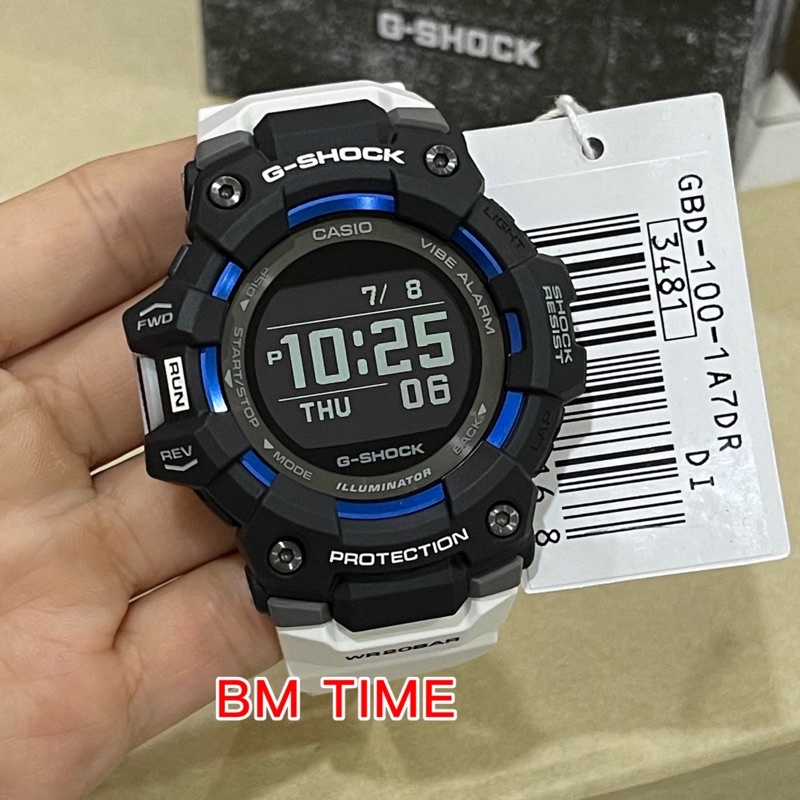 G-SHOCK
G-SHOCK
CASIO
VIBE ALARM
LIGHT
DISP
FWD
RUN
REV
START/STOP
MODE
SHOCK
RESIST
LAP
BACK
7/ 8
P 10:25
THU 06
G-SHOCK
ILLUMINATOR
PROTECTION
WR20BAR
GBD-100-1A7DR DI
3481
BM TIME